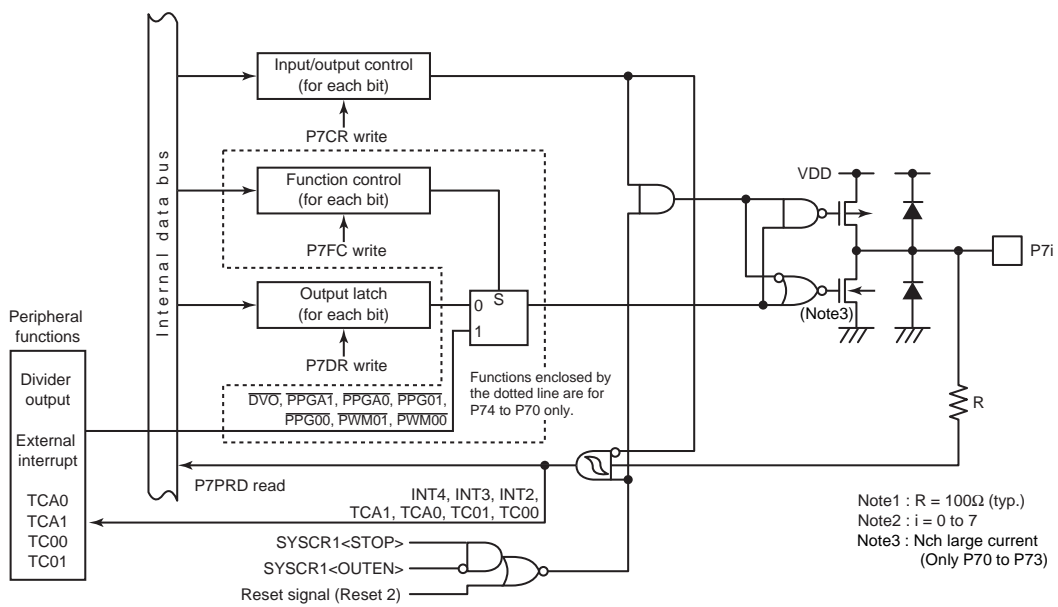 Internal data bus
Input/output control
(for each bit)
P7CR write
Function control
(for each bit)
P7FC write
Output latch
(for each bit)
P7DR write
0
S
1
VDD
P7i
(Note3)
R
Peripheral
functions
Divider
output
External
interrupt
TCA0
TCA1
TC00
TC01
Functions enclosed by
the dotted line are for
P74 to P70 only.
DVO, PPGA1, PPGA0, PPG01,
PPG00, PWM01, PWM00
P7PRD read
INT4, INT3, INT2,
TCA1, TCA0, TC01, TC00
SYSCR1<STOP>
SYSCR1<OUTEN>
Reset signal (Reset 2)
Note1 : R = 100Ω (typ.)
Note2 : i = 0 to 7
Note3 : Nch large current
(Only P70 to P73)